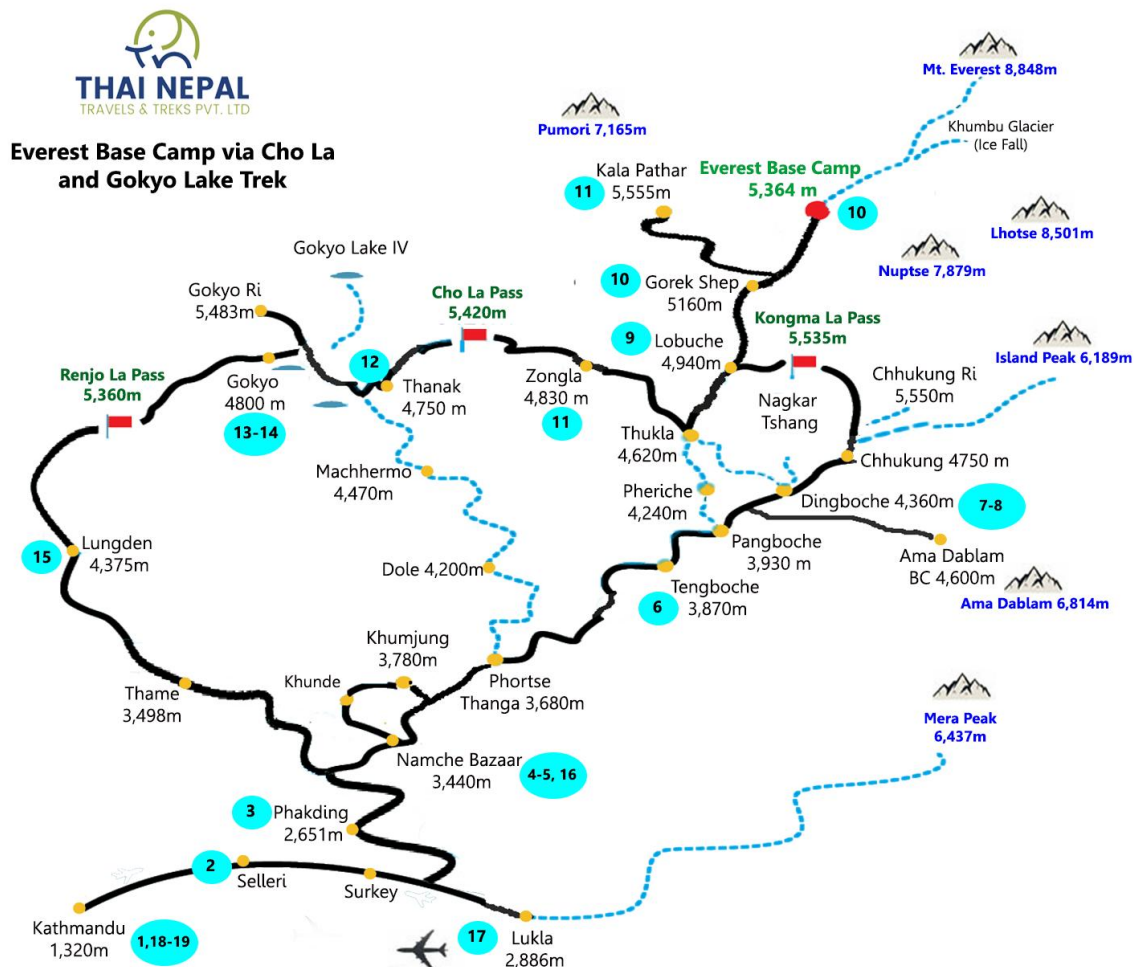 THAI NEPAL
TRAVELS & TREKS PVT. LTD
Everest Base Camp via Cho La
and Gokyo Lake Trek
Mt. Everest 8,848m
Pumori 7,165m
Khumbu Glacier
(Ice Fall)
Kala Pathar
5,555m
11
Everest Base Camp
5,364 m
10
Lhotse 8,501m
Nuptse 7,879m
Gokyo Lake IV
Gokyo Ri
5,483m
Cho La Pass
5,420m
10
Gorek Shep
5160m
Kongma La Pass
5,535m
9
Lobuche
4,940m
Island Peak 6,189m
Renjo La Pass
5,360m
Gokyo
4800 m
13-14
12
Thanak
4,750 m
Zongla
4,830 m
11
Nagkar
Tshang
Chhukung Ri
5,550m
Thukla
4,620m
Chhukung 4750 m
Machhermo
4,470m
Pheriche
4,240m
Dingboche 4,360m
7-8
15
Lungden
4,375m
Pangboche
3,930 m
Ama Dablam
BC 4,600m
Dole 4,200m
Tengboche
3,870m
6
Ama Dablam 6,814m
Khumjung
3,780m
Khunde
Phortse
Thanga 3,680m
Thame
3,498m
Mera Peak
6,437m
Namche Bazaar
3,440m
4-5, 16
3
Phakding
2,651m
2
Selleri
Surkey
Kathmandu
1,320m
1,18-19
17
Lukla
2,886m